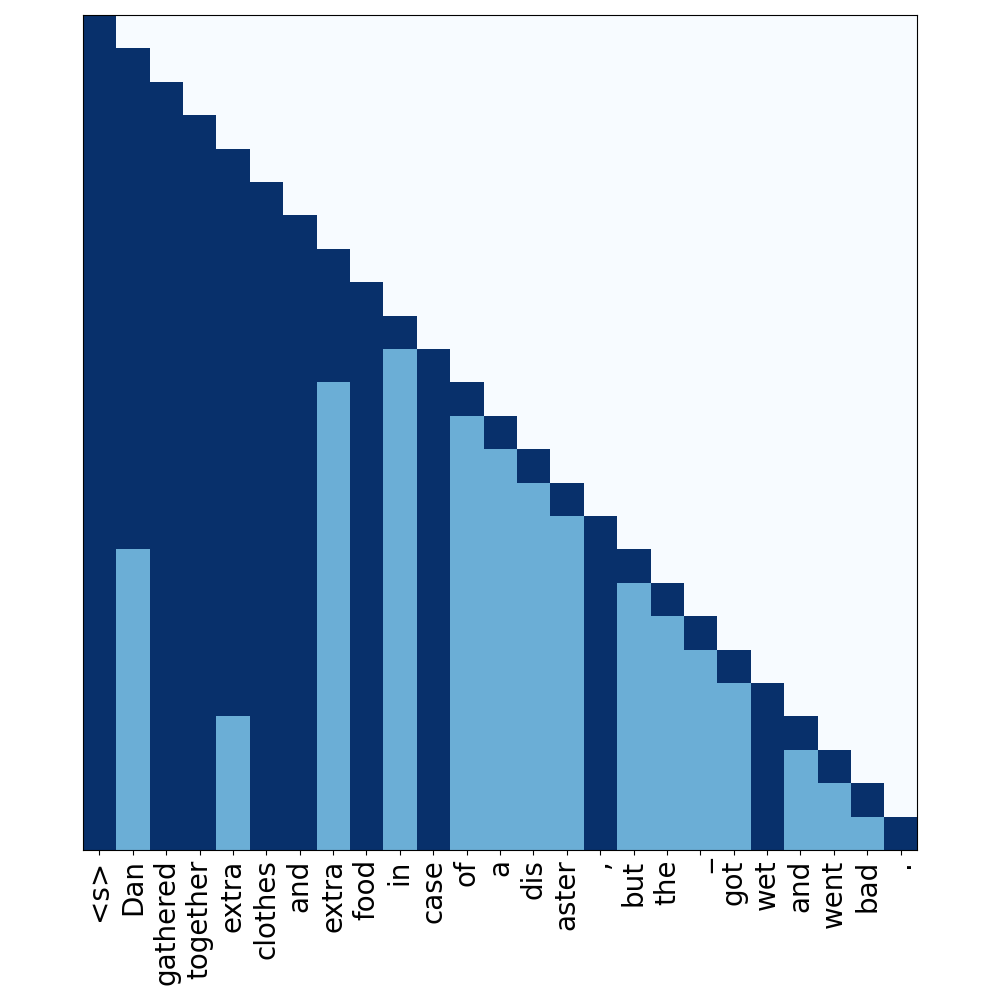 <s> Dan gathered together extra clothes and extra food in case of a dis aster , but the _ got wet and went bad .